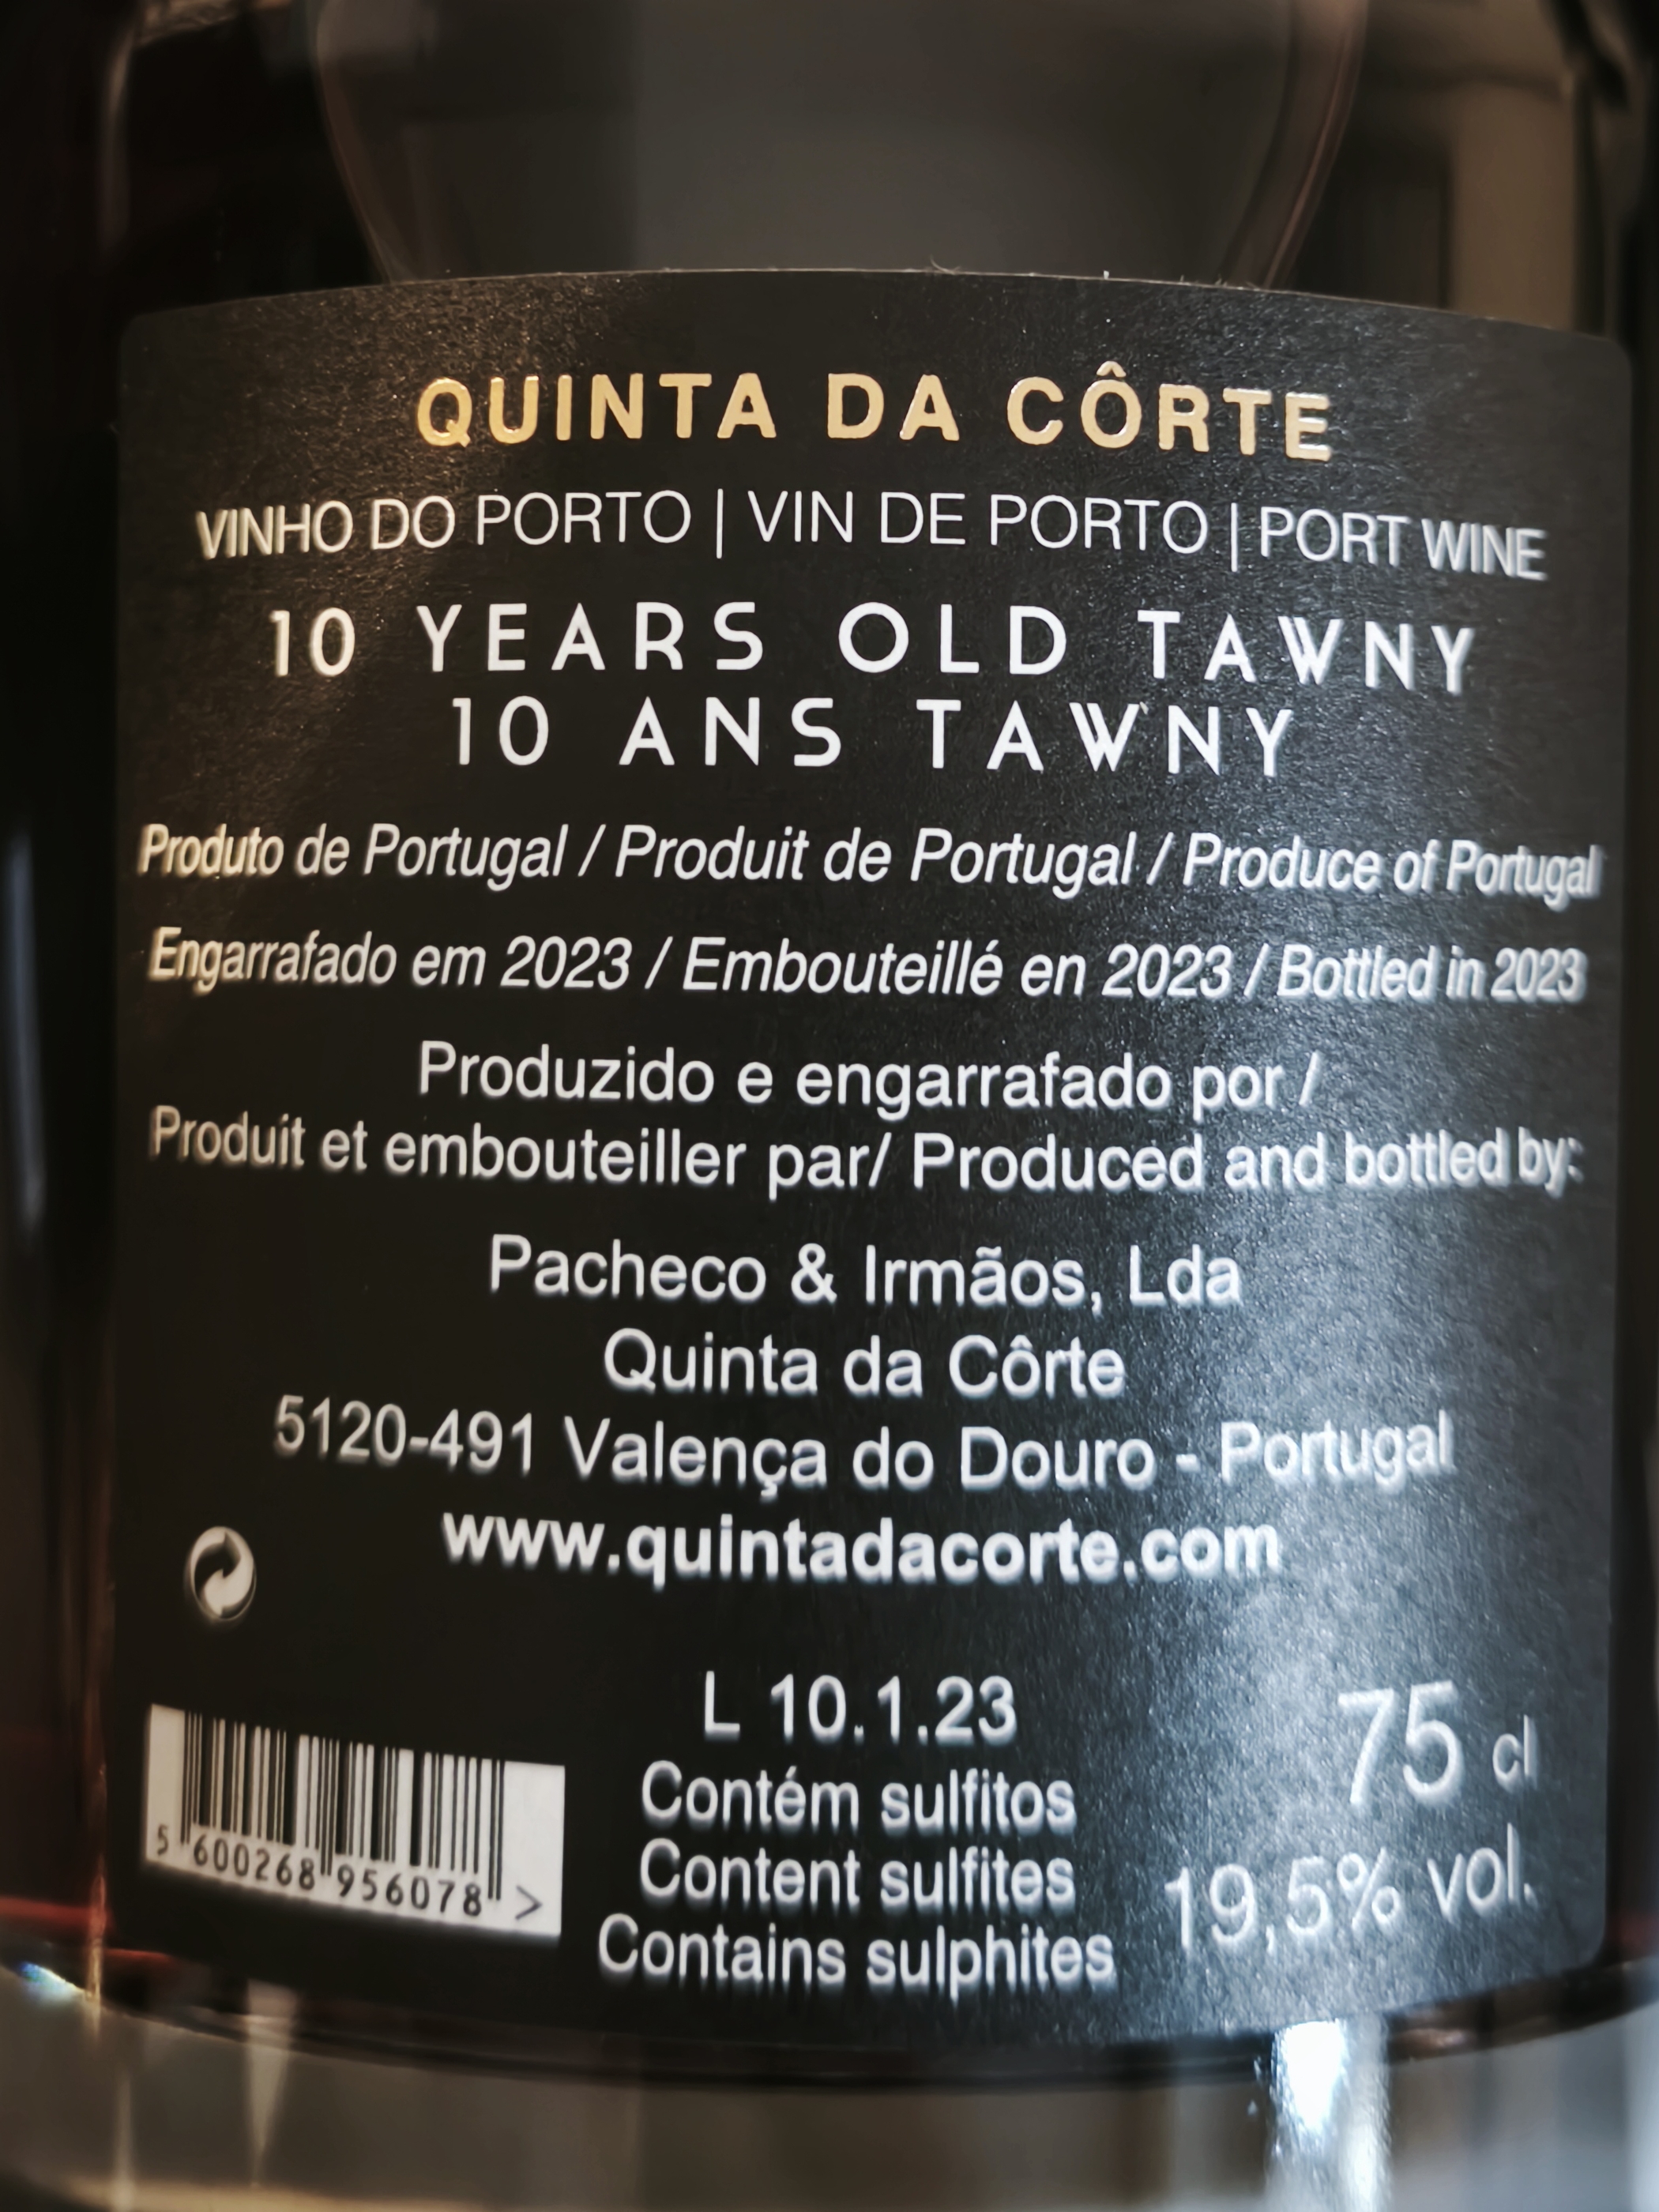 QUINTA DA CÔRTE
VINHO DO PORTO | VIN DE PORTO | PORT WINE
10 YEARS OLD TAWNY
10 ANS TAWNY
Produto de Portugal / Produit de Portugal / Produce of Portugal
Engarrafado em 2023 / Embouteillé en 2023 / Bottled in 2023
Produzido e engarrafado por /
Produit et embouteiller par/ Produced and bottled by:
Pacheco & Irmãos, Lda
Quinta da Côrte
5120-491 Valença do Douro - Portugal
www.quintadacorte.com
L 10.1.23
Contém sulfitos
Content sulfites
Contains sulphites
75 cl
19,5% vol.
5 600268 956078 >